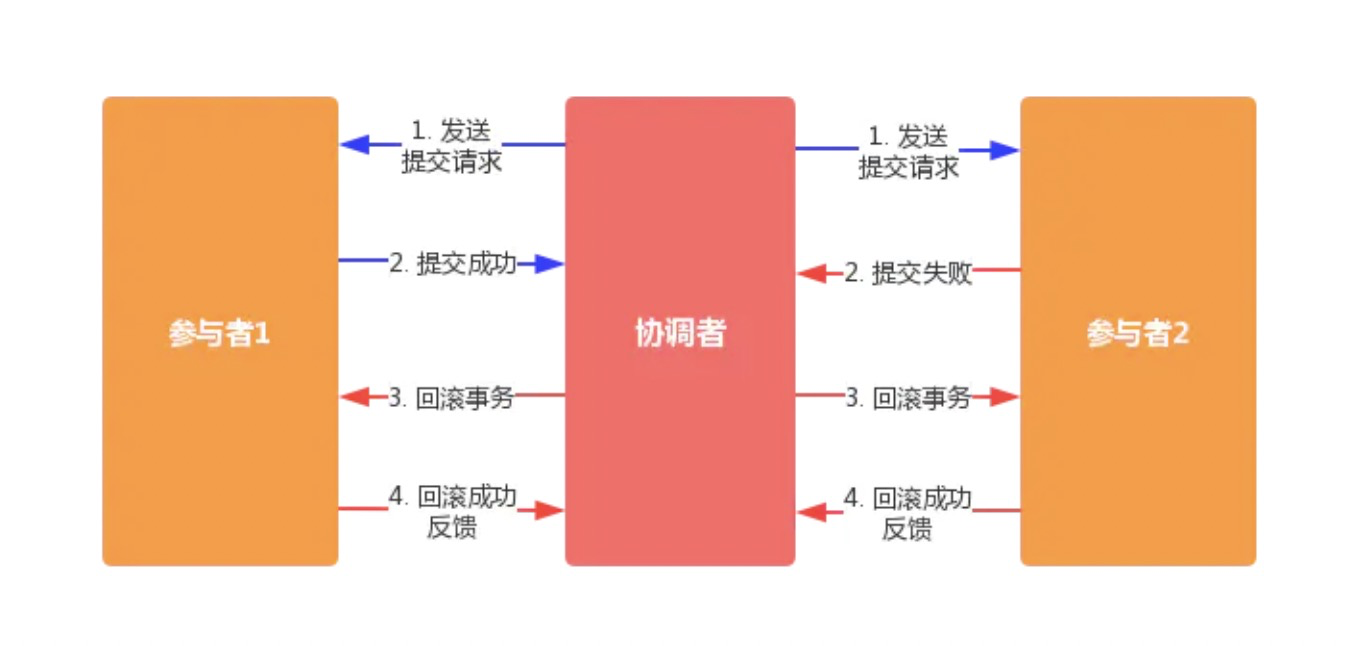 1. 发送
提交请求
1. 发送
提交请求
2. 提交成功
2. 提交失败
参与者1
协调者
参与者2
3. 回滚事务
3. 回滚事务
4. 回滚成功
反馈
4. 回滚成功
反馈